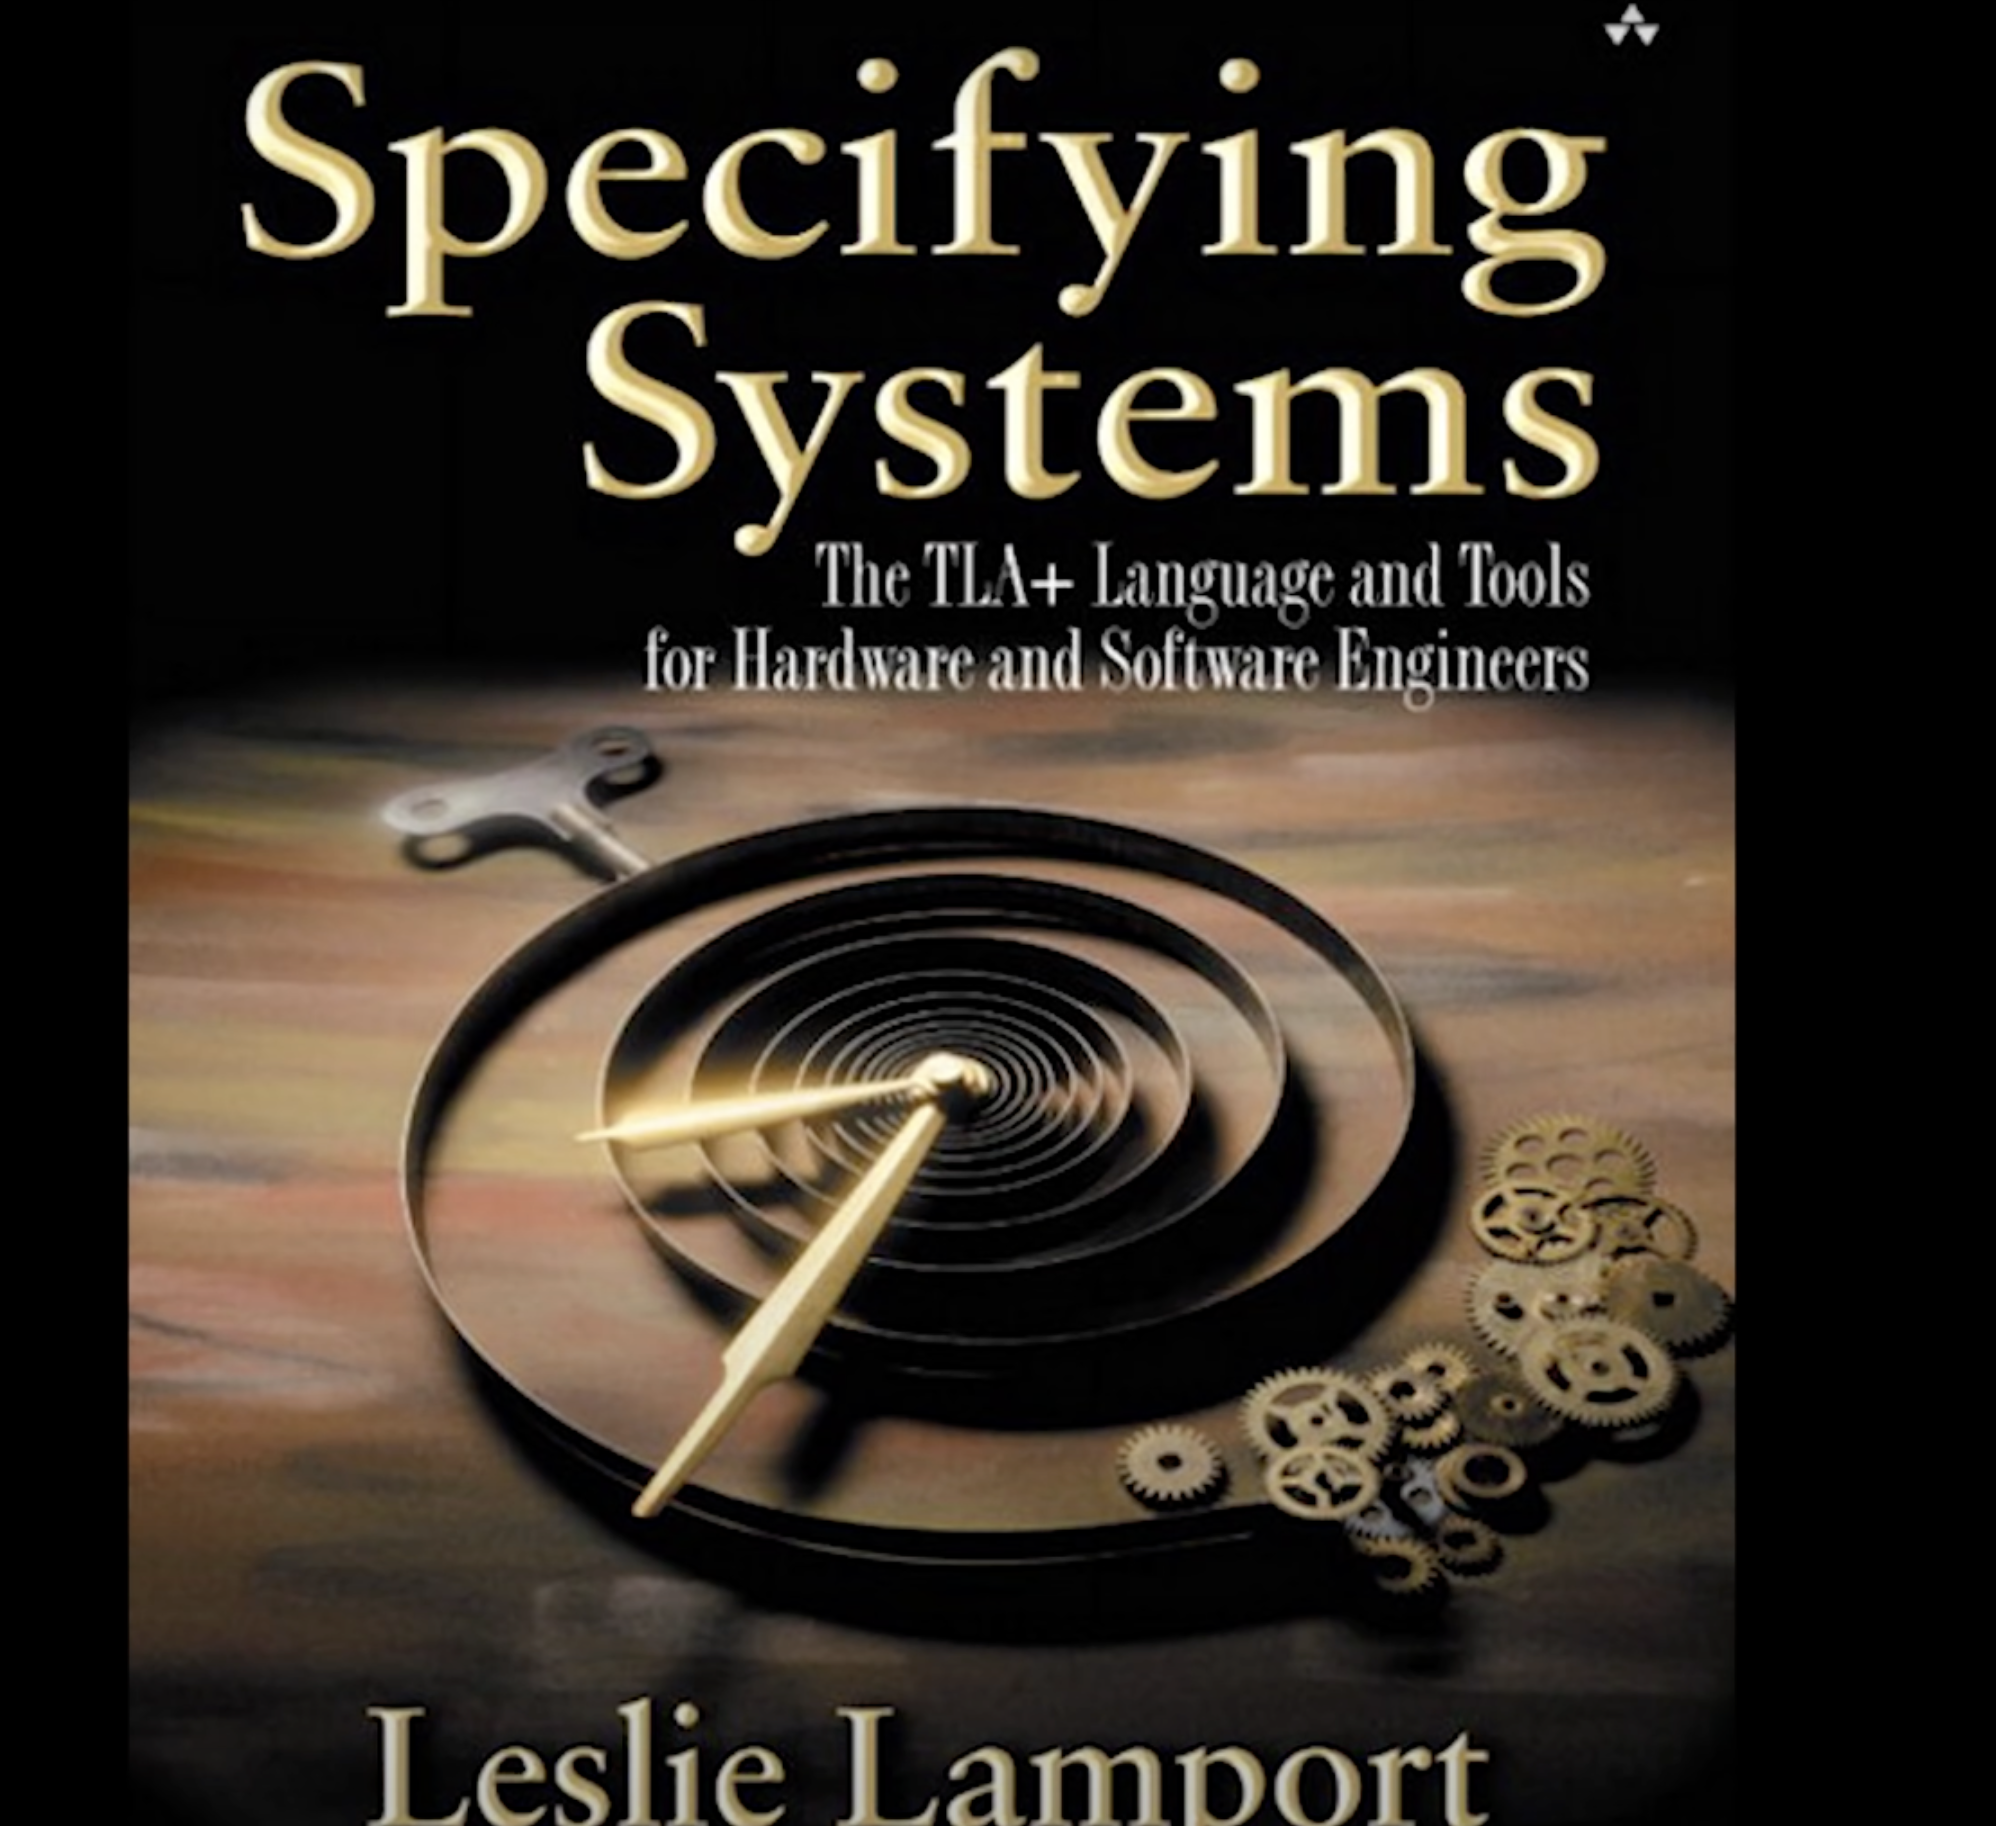 Specifying
Systems
The TLA+ Language and Tools
for Hardware and Software Engineers
Leslie Lamport